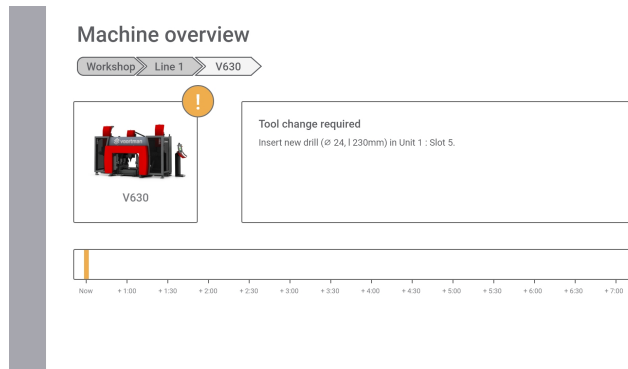 Machine overview
Workshop
Line 1
V630
!
voortman
V630
Tool change required
Insert new drill (⌀ 24, l 230mm) in Unit 1 : Slot 5.
Now + 1:00 + 1:30 + 2:00 + 2:30 + 3:00 + 3:30 + 4:00 + 4:30 + 5:00 + 5:30 + 6:00 + 6:30 + 7:00